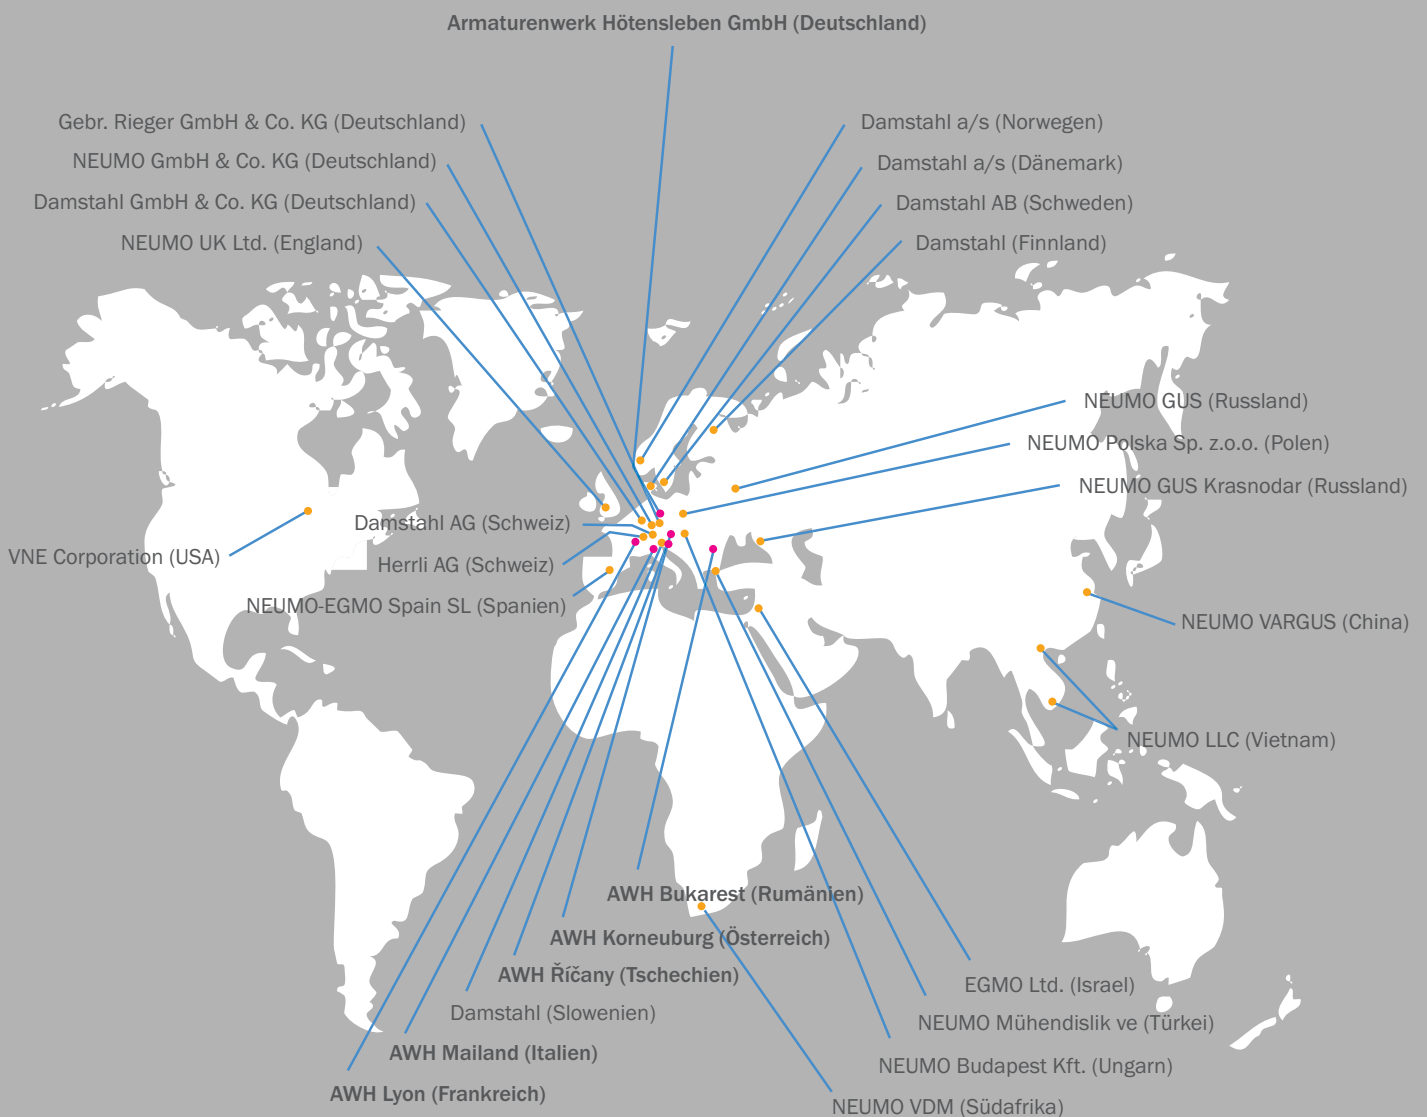 Armaturenwerk Hötensleben GmbH (Deutschland)
Gebr. Rieger GmbH & Co. KG (Deutschland)
NEUMO GmbH & Co. KG (Deutschland)
Damstahl GmbH & Co. KG (Deutschland)
NEUMO UK Ltd. (England)
Damstahl a/s (Norwegen)
Damstahl a/s (Dänemark)
Damstahl AB (Schweden)
Damstahl (Finnland)
NEUMO GUS (Russland)
NEUMO Polska Sp. z.o.o. (Polen)
NEUMO GUS Krasnodar (Russland)
Damstahl AG (Schweiz)
VNE Corporation (USA)
Herrli AG (Schweiz)
NEUMO-EGMO Spain SL (Spanien)
NEUMO VARGUS (China)
NEUMO LLC (Vietnam)
AWH Bukarest (Rumänien)
AWH Korneuburg (Österreich)
AWH Říčany (Tschechien)
Damstahl (Slowenien)
AWH Mailand (Italien)
AWH Lyon (Frankreich)
EGMO Ltd. (Israel)
NEUMO Mühendislik ve (Türkei)
NEUMO Budapest Kft. (Ungarn)
NEUMO VDM (Südafrika)